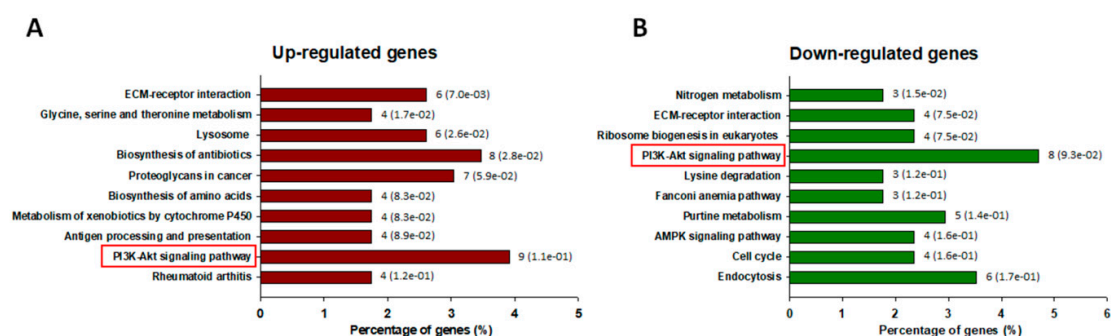 A
Up-regulated genes
ECM-receptor interaction 6 (7.0e-03)
Glycine, serine and theronine metabolism 4 (1.7e-02)
Lysosome 6 (2.6e-02)
Biosynthesis of antibiotics 8 (2.8e-02)
Proteoglycans in cancer 7 (5.9e-02)
Biosynthesis of amino acids 4 (8.3e-02)
Metabolism of xenobiotics by cytochrome P450 4 (8.3e-02)
Antigen processing and presentation 4 (8.9e-02)
PI3K-Akt signaling pathway 9 (1.1e-01)
Rheumatoid arthritis 4 (1.2e-01)
0 1 2 3 4 5
Percentage of genes (%)
B
Down-regulated genes
Nitrogen metabolism 3 (1.5e-02)
ECM-receptor interaction 4 (7.5e-02)
Ribosome biogenesis in eukaryotes 4 (7.5e-02)
PI3K-Akt signaling pathway 8 (9.3e-02)
Lysine degradation 3 (1.2e-01)
Fanconi anemia pathway 3 (1.2e-01)
Purtine metabolism 5 (1.4e-01)
AMPK signaling pathway 4 (1.6e-01)
Cell cycle 4 (1.6e-01)
Endocytosis 6 (1.7e-01)
0 1 2 3 4 5 6
Percentage of genes (%)